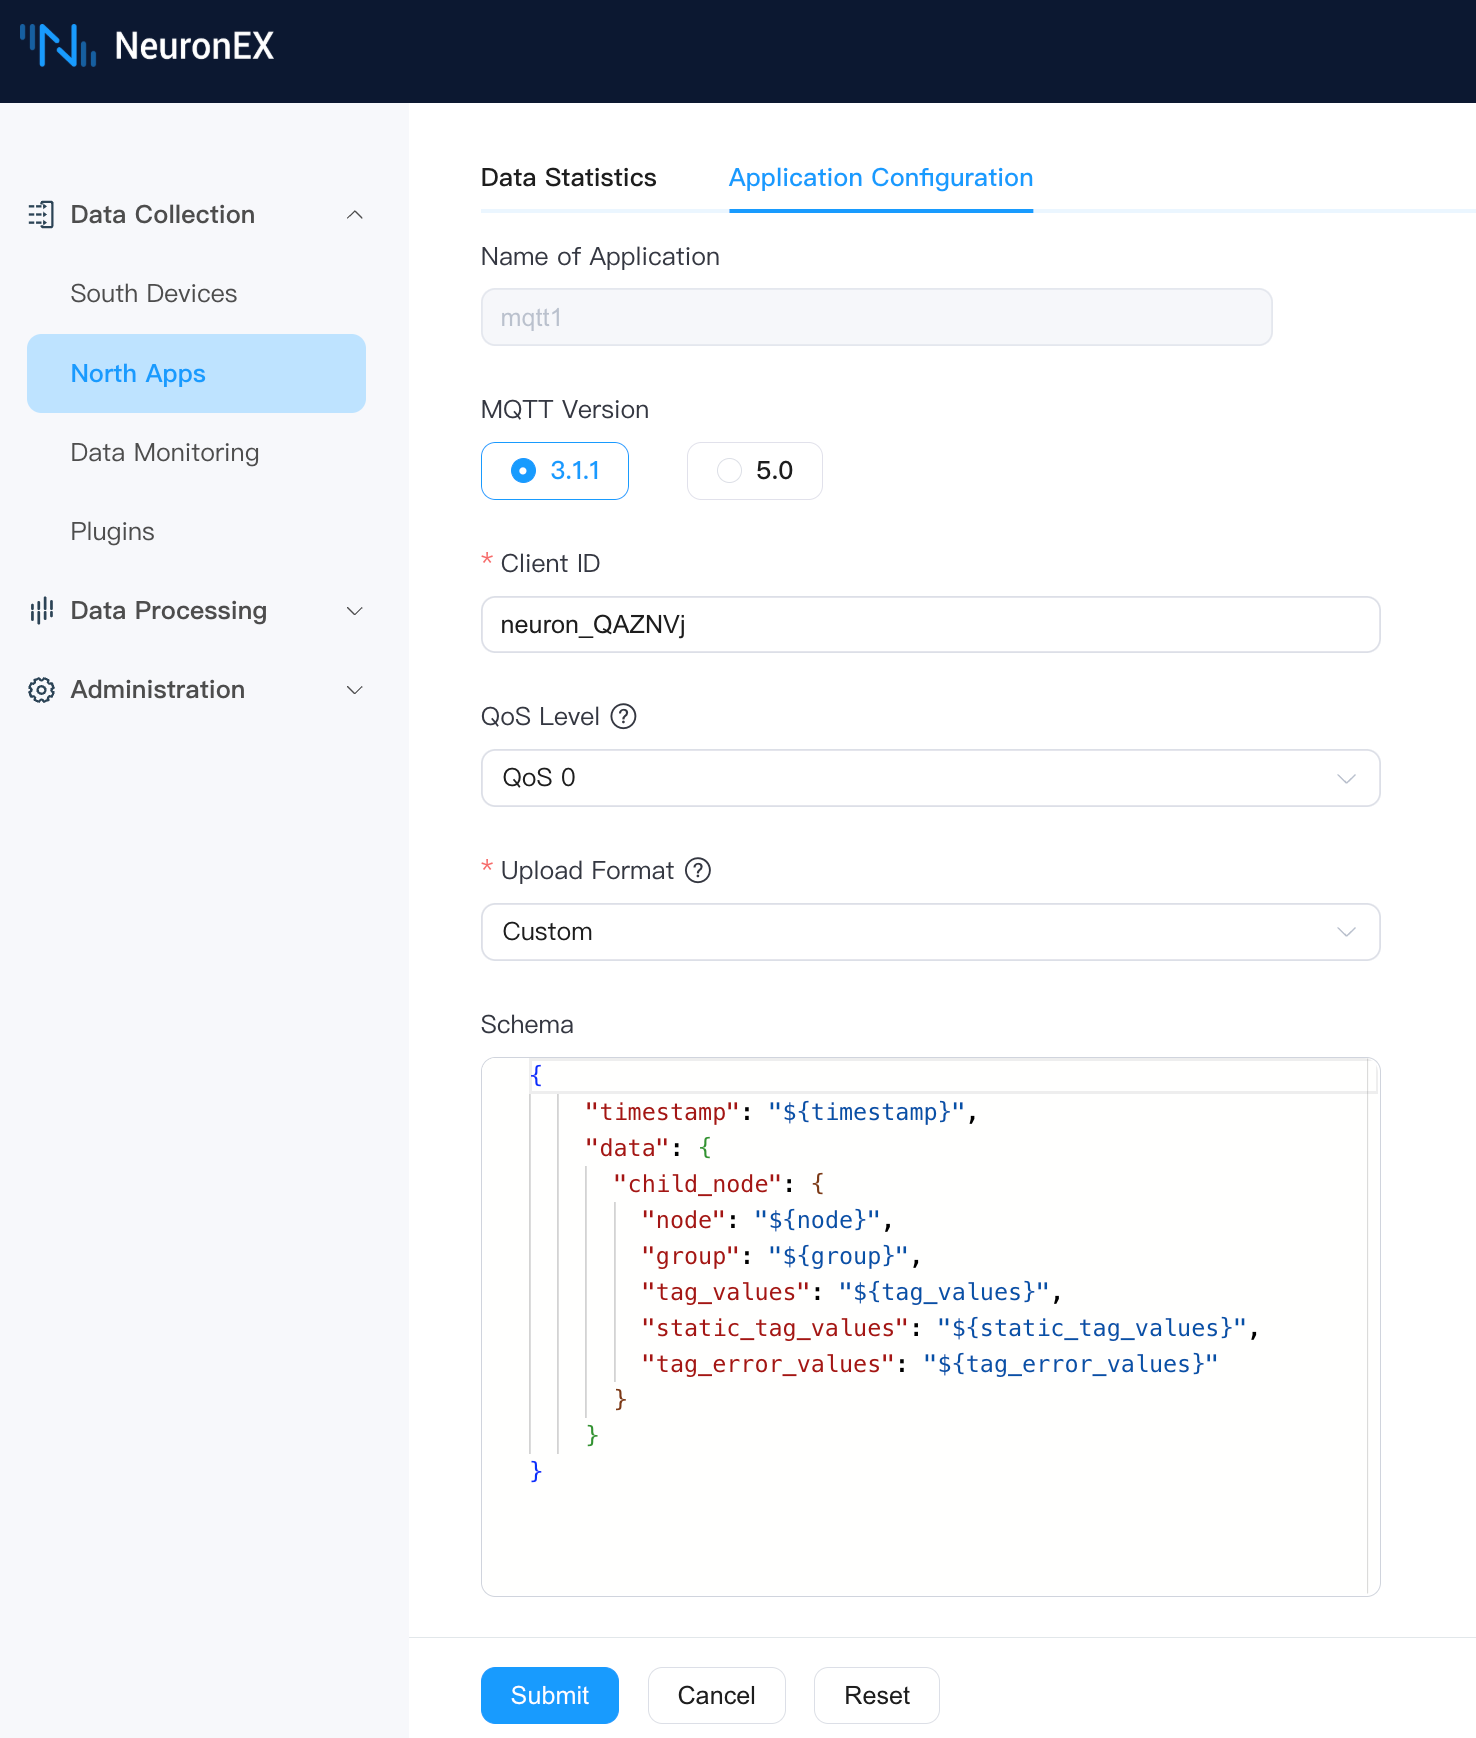 NeuronEX
Data Collection
South Devices
North Apps
Data Monitoring
Plugins
Data Processing
Administration
Data Statistics
Application Configuration
Name of Application
mqtt1
MQTT Version
3.1.1
5.0
* Client ID
neuron_QAZNVj
QoS Level ?
QoS 0
* Upload Format ?
Custom
Schema
{
    "timestamp": "${timestamp}",
    "data": {
      "child_node": {
        "node": "${node}",
        "group": "${group}",
        "tag_values": "${tag_values}",
        "static_tag_values": "${static_tag_values}",
        "tag_error_values": "${tag_error_values}"
      }
    }
}
Submit
Cancel
Reset